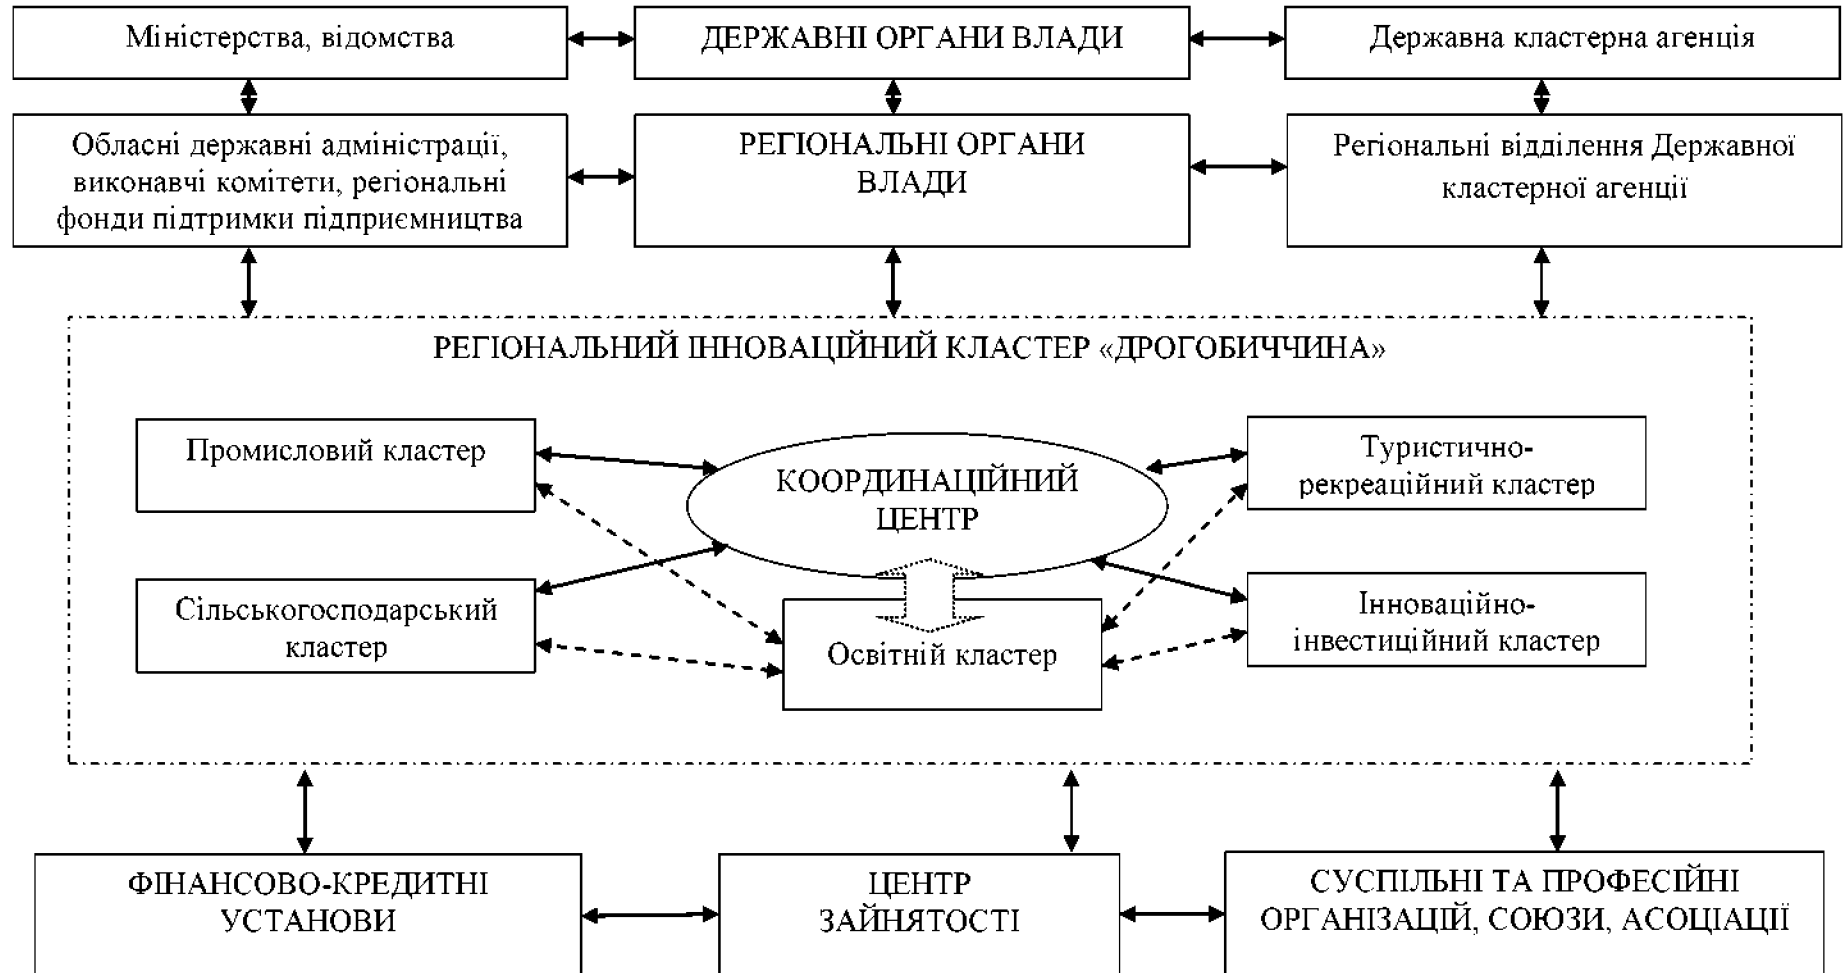 Міністерства, відомства
ДЕРЖАВНІ ОРГАНИ ВЛАДИ
Державна кластерна агенція
Обласні державні адміністрації,
виконавчі комітети, регіональні
фонди підтримки підприємництва
РЕГІОНАЛЬНІ ОРГАНИ
ВЛАДИ
Регіональні відділення Державної
кластерної агенції
РЕГІОНАЛЬНИЙ ІННОВАЦІЙНИЙ КЛАСТЕР «ДРОГОБИЧЧИНА»
Промисловий кластер
КООРДИНАЦІЙНИЙ
ЦЕНТР
Туристично-
рекреаційний кластер
Сільськогосподарський
кластер
Освітній кластер
Інноваційно-
інвестиційний кластер
ФІНАНСОВО-КРЕДИТНІ
УСТАНОВИ
ЦЕНТР
ЗАЙНЯТОСТІ
СУСПІЛЬНІ ТА ПРОФЕСІЙНІ
ОРГАНІЗАЦІЙ, СОЮЗИ, АСОЦІАЦІЇ